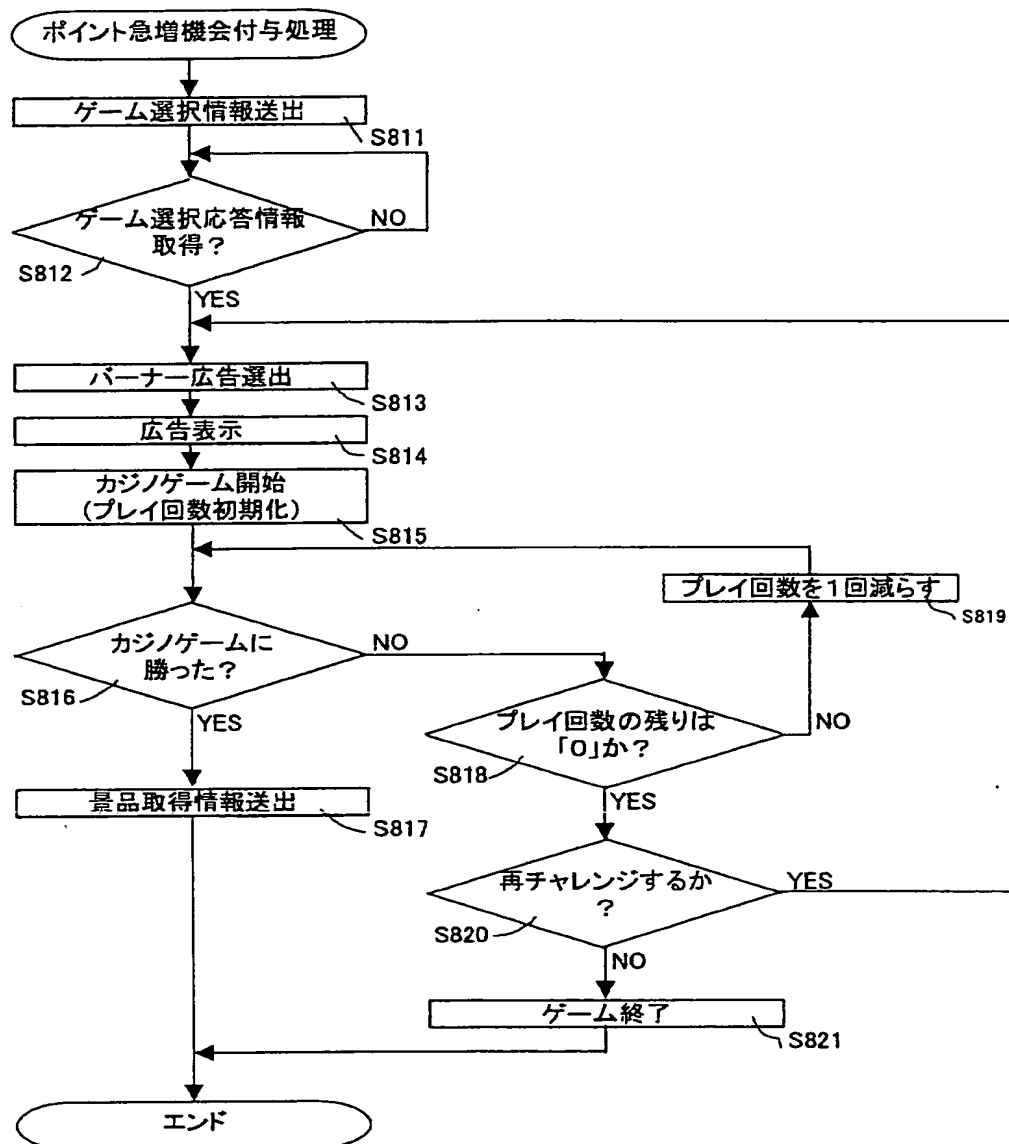 ポイント急増機会付与処理
ゲーム選択情報送出
S811
ゲーム選択応答情報
取得？
NO
S812
YES
バーナー広告選出
S813
広告表示
S814
カジノゲーム開始
(プレイ回数初期化)
S815
プレイ回数を1回減らす
S819
カジノゲームに
勝った？
NO
S816
YES
プレイ回数の残りは
「0」か？
NO
S818
YES
景品取得情報送出
S817
再チャレンジするか
？
YES
S820
NO
ゲーム終了
S821
エンド